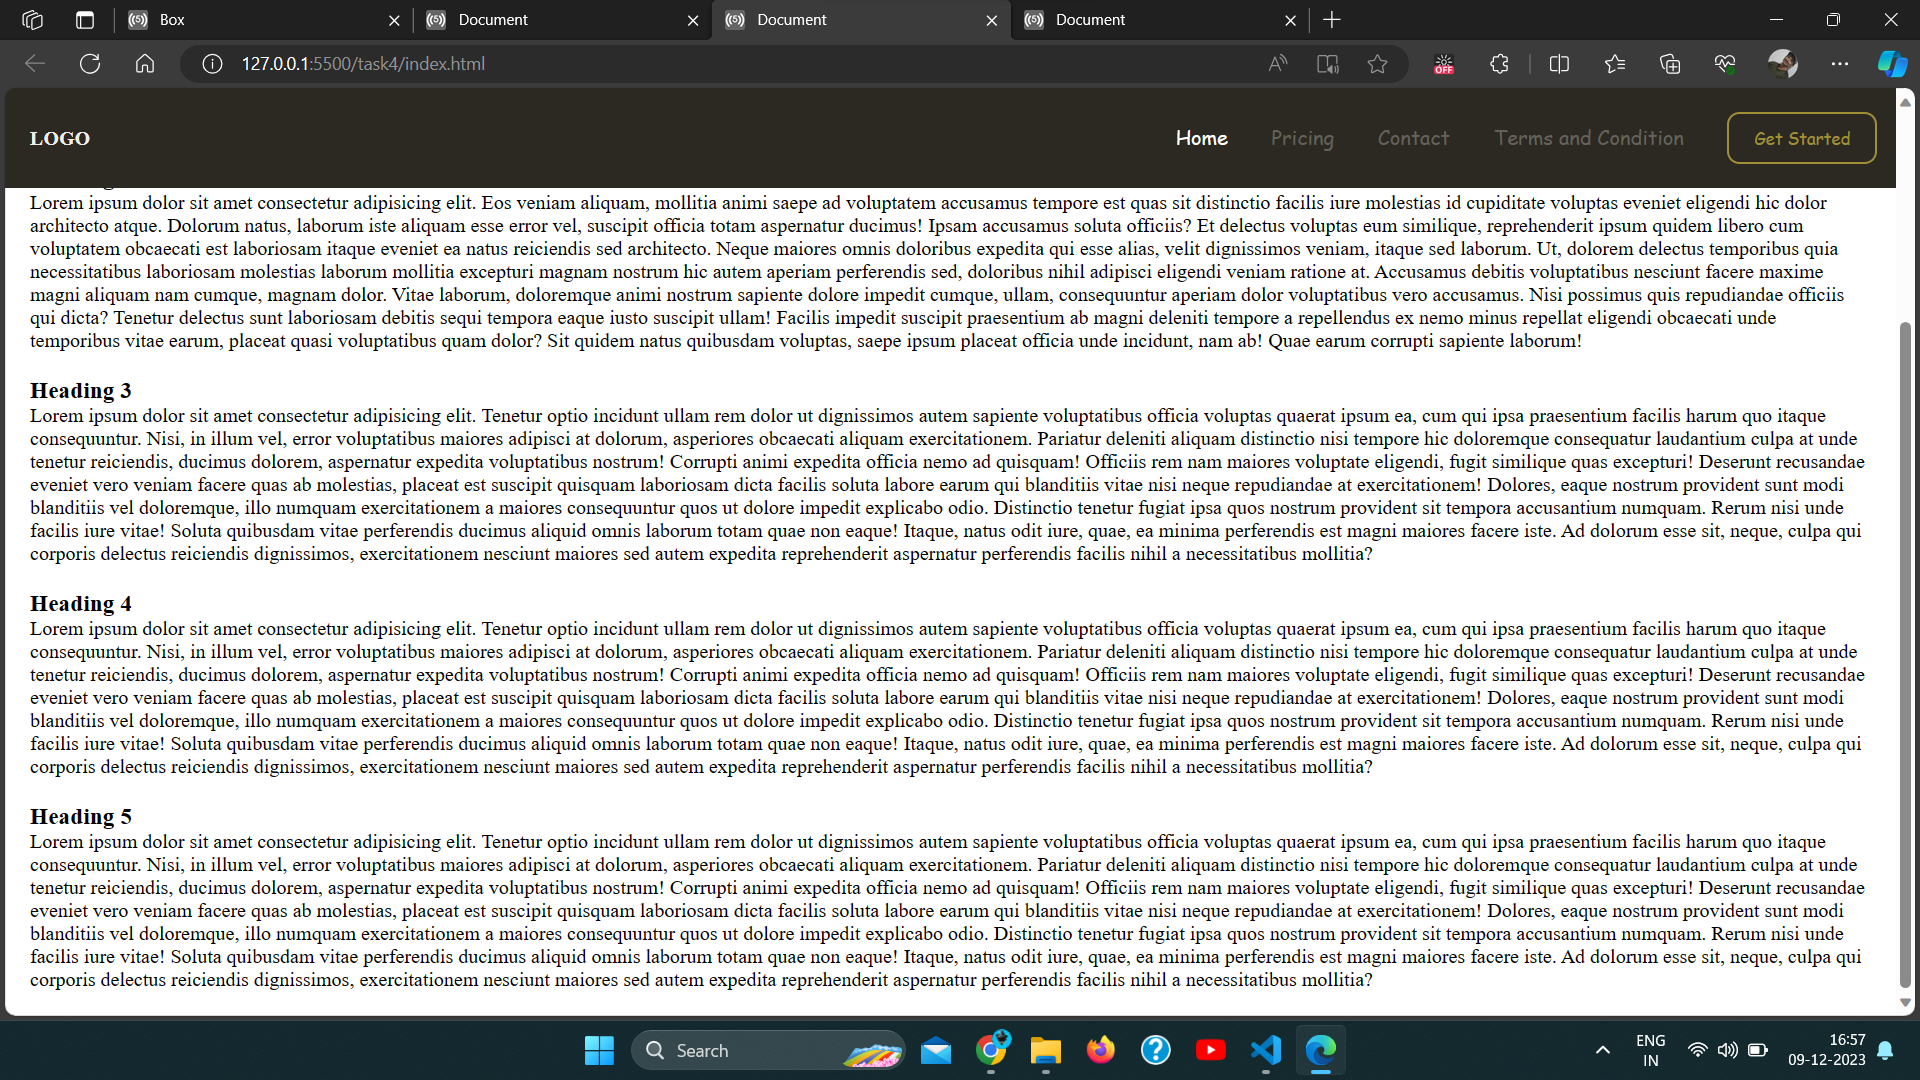 Box
Document
Document
Document
127.0.0.1:5500/task4/index.html
OFF
LOGO
Home
Pricing
Contact
Terms and Condition
Get Started
Lorem ipsum dolor sit amet consectetur adipisicing elit. Eos veniam aliquam, mollitia animi saepe ad voluptatem accusamus tempore est quas sit distinctio facilis iure molestias id cupiditate voluptas eveniet eligendi hic dolor
architecto atque. Dolorum natus, laborum iste aliquam esse error vel, suscipit officia totam aspernatur ducimus! Ipsam accusamus soluta officiis? Et delectus voluptas eum similique, reprehenderit ipsum quidem libero cum
voluptatem obcaecati est laboriosam itaque eveniet ea natus reiciendis sed architecto. Neque maiores omnis doloribus expedita qui esse alias, velit dignissimos veniam, itaque sed laborum. Ut, dolorem delectus temporibus quia
necessitatibus laboriosam molestias laborum mollitia excepturi magnam nostrum hic autem aperiam perferendis sed, doloribus nihil adipisci eligendi veniam ratione at. Accusamus debitis voluptatibus nesciunt facere maxime
magni aliquam nam cumque, magnam dolor. Vitae laborum, doloremque animi nostrum sapiente dolore impedit cumque, ullam, consequuntur aperiam dolor voluptatibus vero accusamus. Nisi possimus quis repudiandae officiis
qui dicta? Tenetur delectus sunt laboriosam debitis sequi tempora eaque iusto suscipit ullam! Facilis impedit suscipit praesentium ab magni deleniti tempore a repellendus ex nemo minus repellat eligendi obcaecati unde
temporibus vitae earum, placeat quasi voluptatibus quam dolor? Sit quidem natus quibusdam voluptas, saepe ipsum placeat officia unde incidunt, nam ab! Quae earum corrupti sapiente laborum!
Heading 3
Lorem ipsum dolor sit amet consectetur adipisicing elit. Tenetur optio incidunt ullam rem dolor ut dignissimos autem sapiente voluptatibus officia voluptas quaerat ipsum ea, cum qui ipsa praesentium facilis harum quo itaque
consequuntur. Nisi, in illum vel, error voluptatibus maiores adipisci at dolorum, asperiores obcaecati aliquam exercitationem. Pariatur deleniti aliquam distinctio nisi tempore hic doloremque consequatur laudantium culpa at unde
tenetur reiciendis, ducimus dolorem, aspernatur expedita voluptatibus nostrum! Corrupti animi expedita officia nemo ad quisquam! Officiis rem nam maiores voluptate eligendi, fugit similique quas excepturi! Deserunt recusandae
eveniet vero veniam facere quas ab molestias, placeat est suscipit quisquam laboriosam dicta facilis soluta labore earum qui blanditiis vitae nisi neque repudiandae at exercitationem! Dolores, eaque nostrum provident sunt modi
blanditiis vel doloremque, illo numquam exercitationem a maiores consequuntur quos ut dolore impedit explicabo odio. Distinctio tenetur fugiat ipsa quos nostrum provident sit tempora accusantium numquam. Rerum nisi unde
facilis iure vitae! Soluta quibusdam vitae perferendis ducimus aliquid omnis laborum totam quae non eaque! Itaque, natus odit iure, quae, ea minima perferendis est magni maiores facere iste. Ad dolorum esse sit, neque, culpa qui
corporis delectus reiciendis dignissimos, exercitationem nesciunt maiores sed autem expedita reprehenderit aspernatur perferendis facilis nihil a necessitatibus mollitia?
Heading 4
Lorem ipsum dolor sit amet consectetur adipisicing elit. Tenetur optio incidunt ullam rem dolor ut dignissimos autem sapiente voluptatibus officia voluptas quaerat ipsum ea, cum qui ipsa praesentium facilis harum quo itaque
consequuntur. Nisi, in illum vel, error voluptatibus maiores adipisci at dolorum, asperiores obcaecati aliquam exercitationem. Pariatur deleniti aliquam distinctio nisi tempore hic doloremque consequatur laudantium culpa at unde
tenetur reiciendis, ducimus dolorem, aspernatur expedita voluptatibus nostrum! Corrupti animi expedita officia nemo ad quisquam! Officiis rem nam maiores voluptate eligendi, fugit similique quas excepturi! Deserunt recusandae
eveniet vero veniam facere quas ab molestias, placeat est suscipit quisquam laboriosam dicta facilis soluta labore earum qui blanditiis vitae nisi neque repudiandae at exercitationem! Dolores, eaque nostrum provident sunt modi
blanditiis vel doloremque, illo numquam exercitationem a maiores consequuntur quos ut dolore impedit explicabo odio. Distinctio tenetur fugiat ipsa quos nostrum provident sit tempora accusantium numquam. Rerum nisi unde
facilis iure vitae! Soluta quibusdam vitae perferendis ducimus aliquid omnis laborum totam quae non eaque! Itaque, natus odit iure, quae, ea minima perferendis est magni maiores facere iste. Ad dolorum esse sit, neque, culpa qui
corporis delectus reiciendis dignissimos, exercitationem nesciunt maiores sed autem expedita reprehenderit aspernatur perferendis facilis nihil a necessitatibus mollitia?
Heading 5
Lorem ipsum dolor sit amet consectetur adipisicing elit. Tenetur optio incidunt ullam rem dolor ut dignissimos autem sapiente voluptatibus officia voluptas quaerat ipsum ea, cum qui ipsa praesentium facilis harum quo itaque
consequuntur. Nisi, in illum vel, error voluptatibus maiores adipisci at dolorum, asperiores obcaecati aliquam exercitationem. Pariatur deleniti aliquam distinctio nisi tempore hic doloremque consequatur laudantium culpa at unde
tenetur reiciendis, ducimus dolorem, aspernatur expedita voluptatibus nostrum! Corrupti animi expedita officia nemo ad quisquam! Officiis rem nam maiores voluptate eligendi, fugit similique quas excepturi! Deserunt recusandae
eveniet vero veniam facere quas ab molestias, placeat est suscipit quisquam laboriosam dicta facilis soluta labore earum qui blanditiis vitae nisi neque repudiandae at exercitationem! Dolores, eaque nostrum provident sunt modi
blanditiis vel doloremque, illo numquam exercitationem a maiores consequuntur quos ut dolore impedit explicabo odio. Distinctio tenetur fugiat ipsa quos nostrum provident sit tempora accusantium numquam. Rerum nisi unde
facilis iure vitae! Soluta quibusdam vitae perferendis ducimus aliquid omnis laborum totam quae non eaque! Itaque, natus odit iure, quae, ea minima perferendis est magni maiores facere iste. Ad dolorum esse sit, neque, culpa qui
corporis delectus reiciendis dignissimos, exercitationem nesciunt maiores sed autem expedita reprehenderit aspernatur perferendis facilis nihil a necessitatibus mollitia?
Search
ENG
IN
16:57
09-12-2023